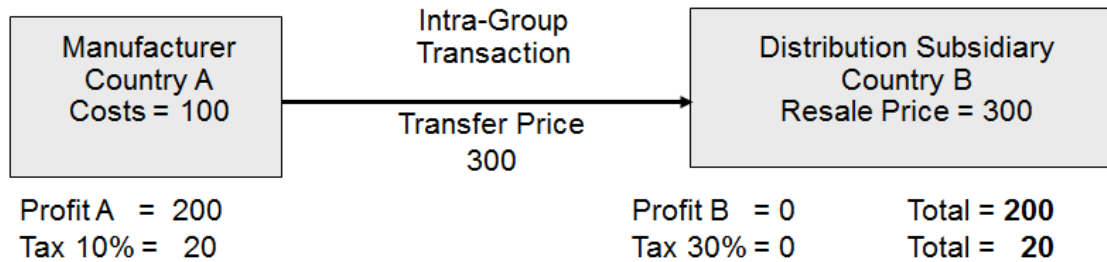 Manufacturer
Country A
Costs = 100
Intra-Group
Transaction
Transfer Price
300
Distribution Subsidiary
Country B
Resale Price = 300
Profit A = 200
Tax 10% = 20
Profit B = 0
Tax 30% = 0
Total = 200
Total = 20